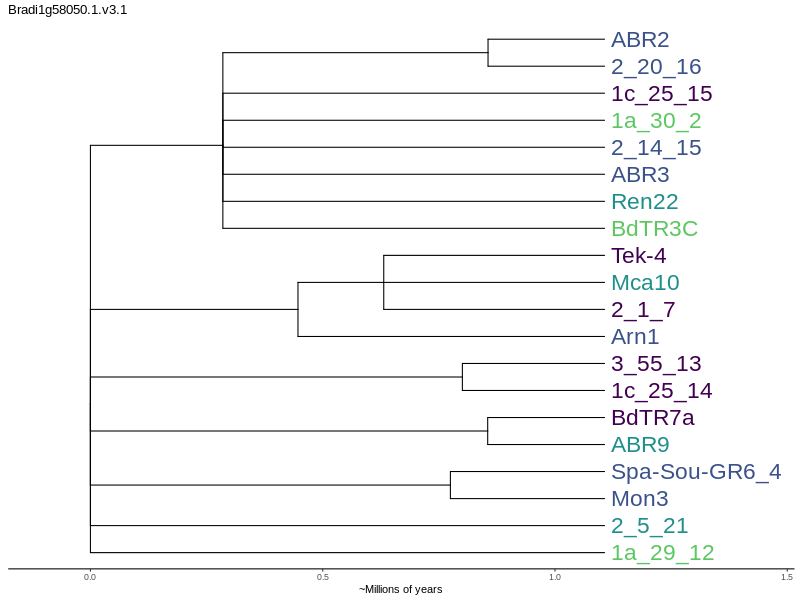 Bradi1g58050.1.v3.1
ABR2
2_20_16
1c_25_15
1a_30_2
2_14_15
ABR3
Ren22
BdTR3C
Tek-4
Mca10
2_1_7
Arn1
3_55_13
1c_25_14
BdTR7a
ABR9
Spa-Sou-GR6_4
Mon3
2_5_21
1a_29_12
0.0 0.5 1.0 1.5
~Millions of years